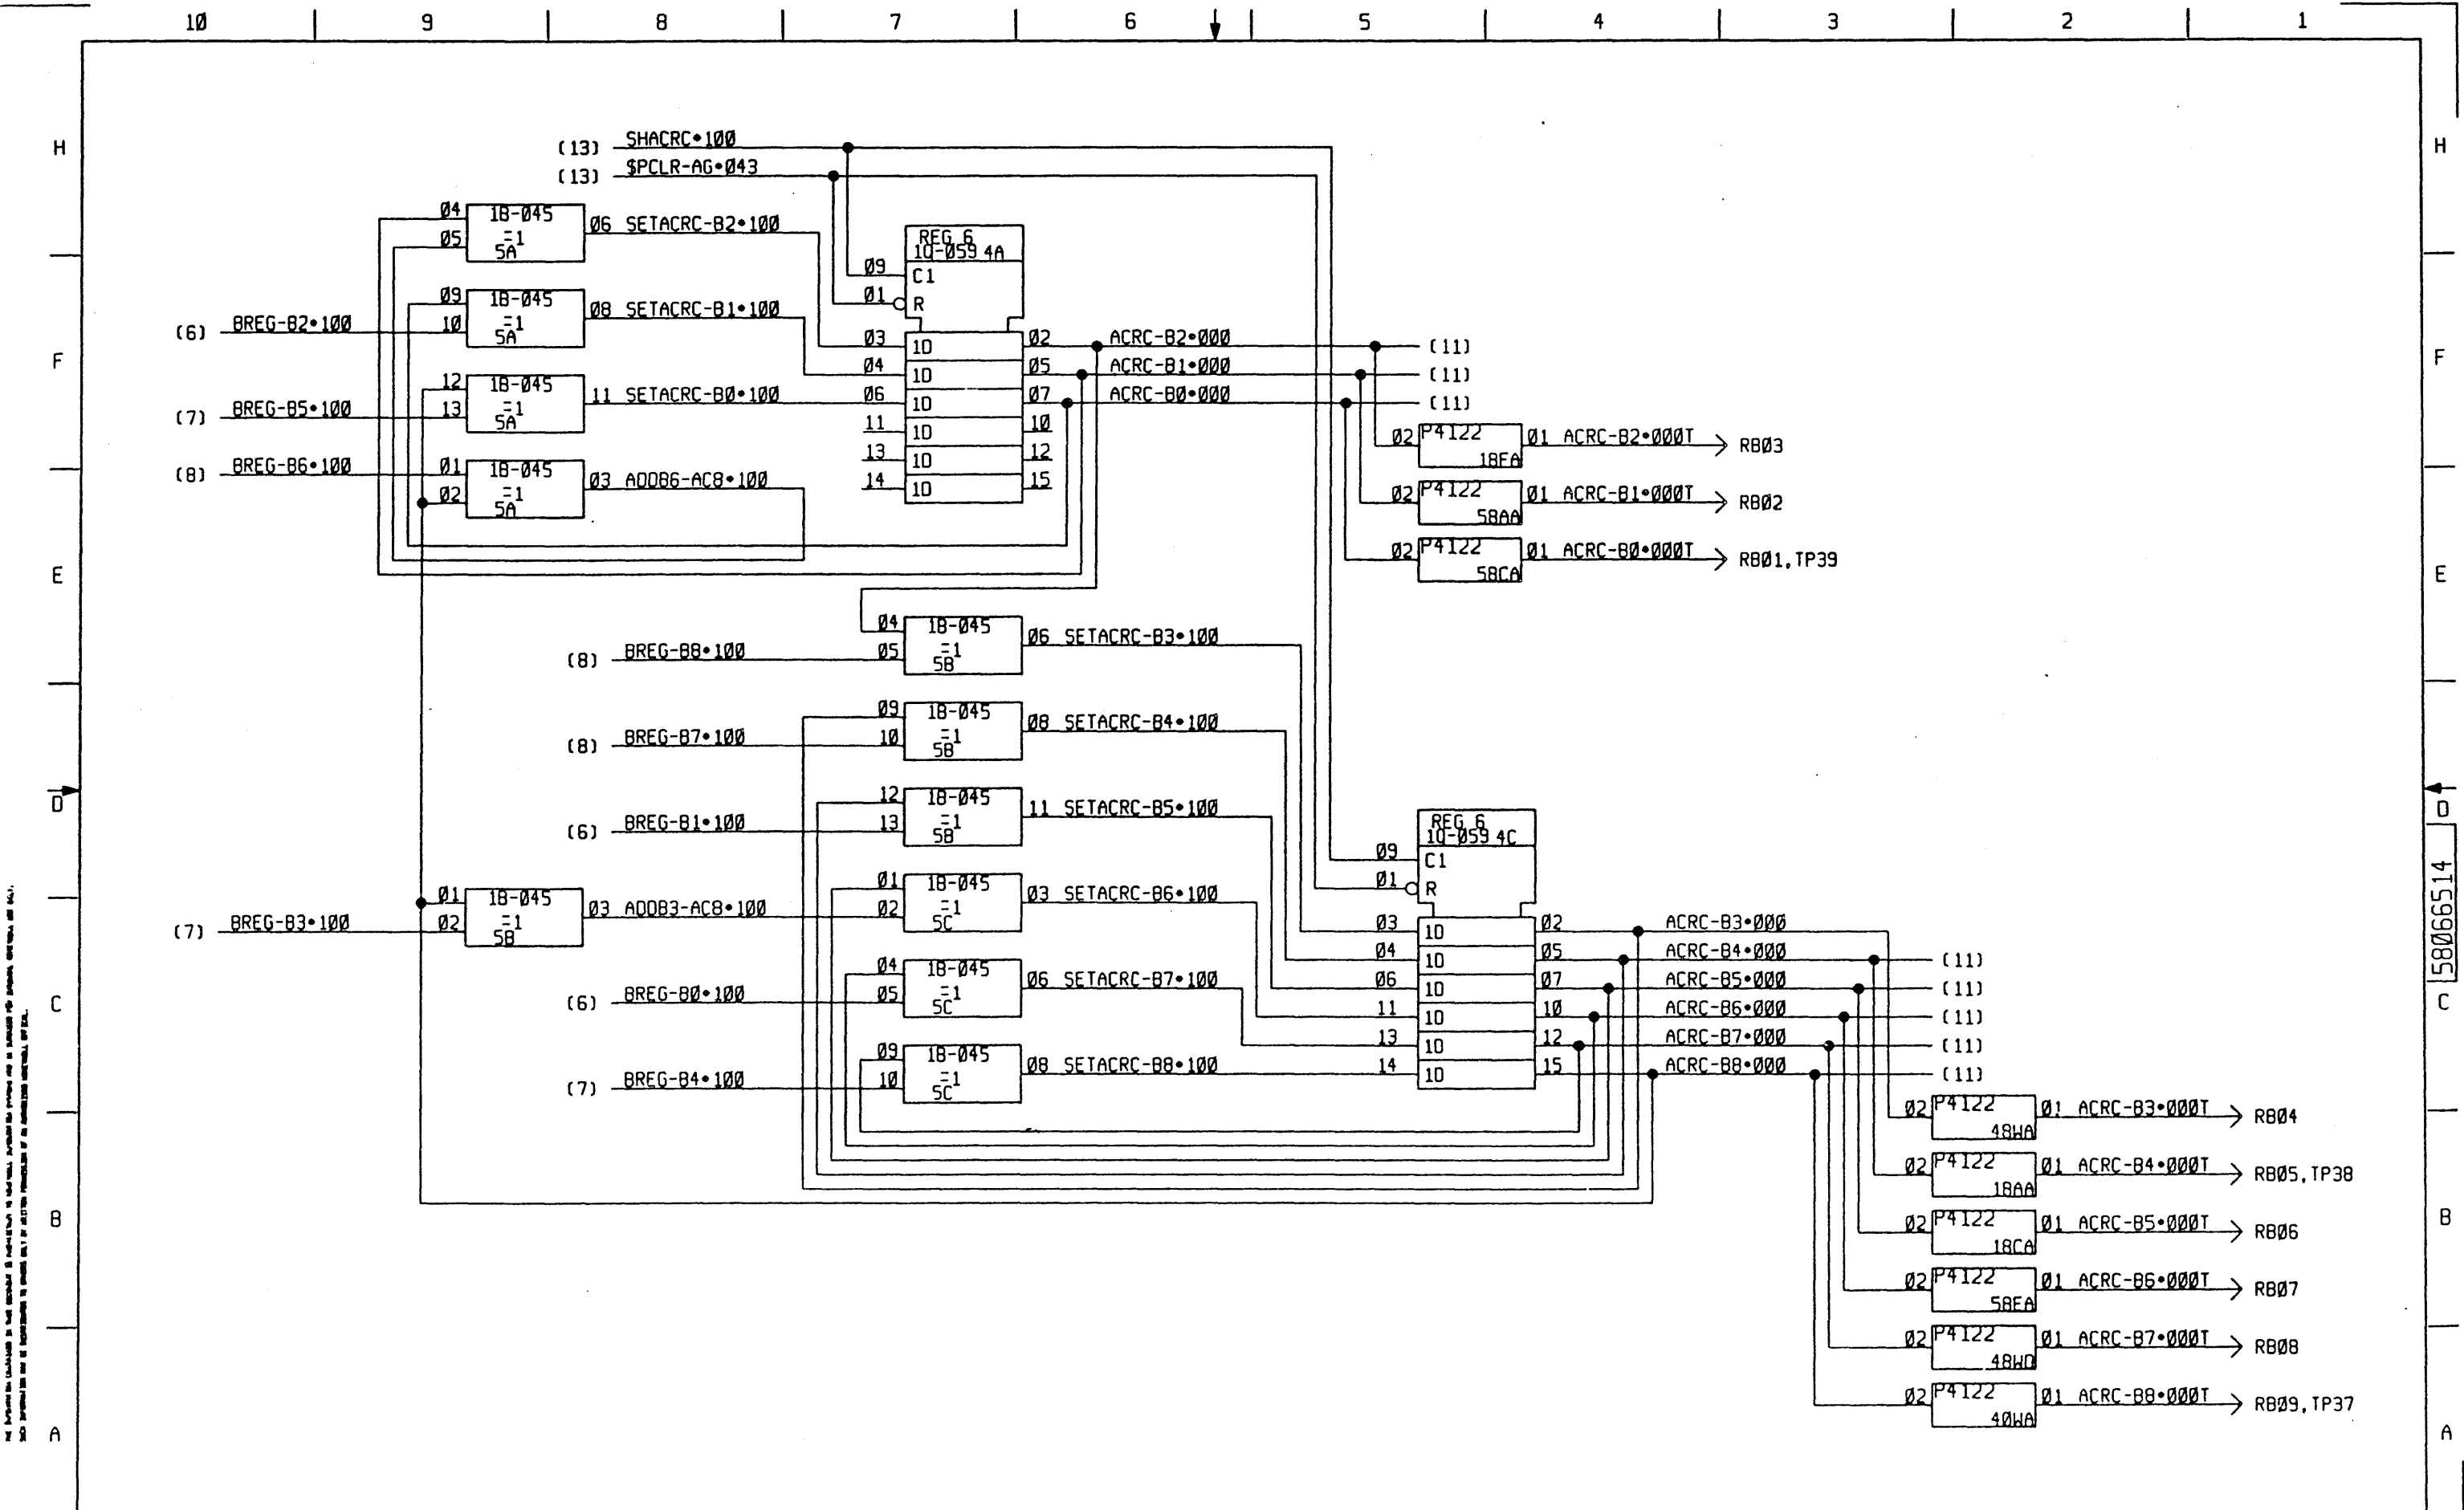 10 9 8 7 6 5 4 3 2 1
H H
(13) SHACRC•100
(13) $PCLR-AG•043
04 1B-045 06 SETACRC-B2•100
05 =1
5A
REG 6
1Q-059 4A
09 C1
01 R
09 1B-045 08 SETACRC-B1•100
(6) BREG-B2•100 10 =1
5A
03 1D 02 ACRC-B2•000 (11)
F F
04 1D 05 ACRC-B1•000 (11)
12 1B-045 11 SETACRC-B0•100 06 1D 07 ACRC-B0•000 (11)
(7) BREG-B5•100 13 =1
5A
11 1D 10
13 1D 12
14 1D 15
02 P4122 01 ACRC-B2•000T RB03
18EA
(8) BREG-B6•100 01 1B-045 03 ADDB6-AC8•100
02 =1
5A
02 P4122 01 ACRC-B1•000T RB02
58AA
02 P4122 01 ACRC-B0•000T RB01,TP39
58CA
E E
04 1B-045 06 SETACRC-B3•100
(8) BREG-B8•100 05 =1
5B
09 1B-045 08 SETACRC-B4•100
(8) BREG-B7•100 10 =1
5B
D D
12 1B-045 11 SETACRC-B5•100
(6) BREG-B1•100 13 =1
5B
REG 6
1Q-059 4C
09 C1
01 R
58066514
01 1B-045 03 ADDB3-AC8•100
(7) BREG-B3•100 02 =1
5B
01 1B-045 03 SETACRC-B6•100
02 =1
5C
03 1D 02 ACRC-B3•000
04 1D 05 ACRC-B4•000 (11)
06 1D 07 ACRC-B5•000 (11)
11 1D 10 ACRC-B6•000 (11)
13 1D 12 ACRC-B7•000 (11)
14 1D 15 ACRC-B8•000 (11)
C C
04 1B-045 06 SETACRC-B7•100
(6) BREG-B0•100 05 =1
5C
09 1B-045 08 SETACRC-B8•100
(7) BREG-B4•100 10 =1
5C
02 P4122 01 ACRC-B3•000T RB04
48WA
02 P4122 01 ACRC-B4•000T RB05,TP38
18AA
B B
02 P4122 01 ACRC-B5•000T RB06
18CA
02 P4122 01 ACRC-B6•000T RB07
58EA
02 P4122 01 ACRC-B7•000T RB08
48WD
02 P4122 01 ACRC-B8•000T RB09,TP37
40WA
A A